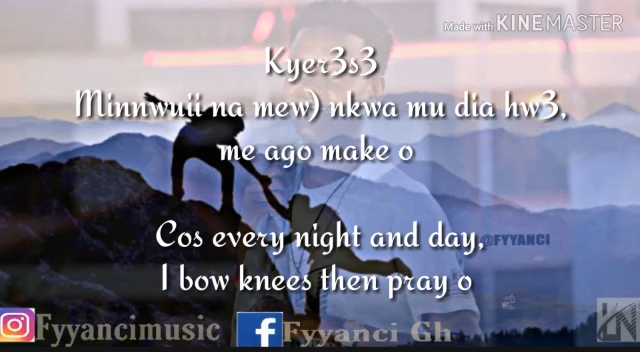 Made with KINEMASTER
Kyer3s3
Minnwuii na mew) nkwa mu dia hw3,
me ago make o
Cos every night and day,
I bow knees then pray o
@FYYANCI
Fyyancimusic
Fyyanci Gh